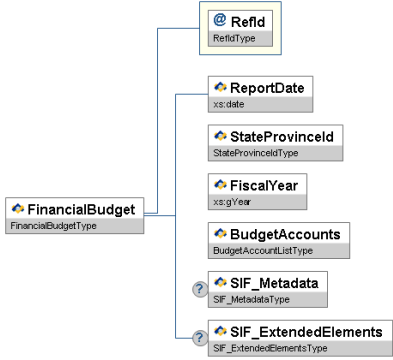 @ RefId
RefIdType
ReportDate
xs:date
StateProvinceId
StateProvinceIdType
FiscalYear
xs:gYear
FinancialBudget
FinancialBudgetType
BudgetAccounts
BudgetAccountListType
? SIF_Metadata
SIF_MetadataType
? SIF_ExtendedElements
SIF_ExtendedElementsType